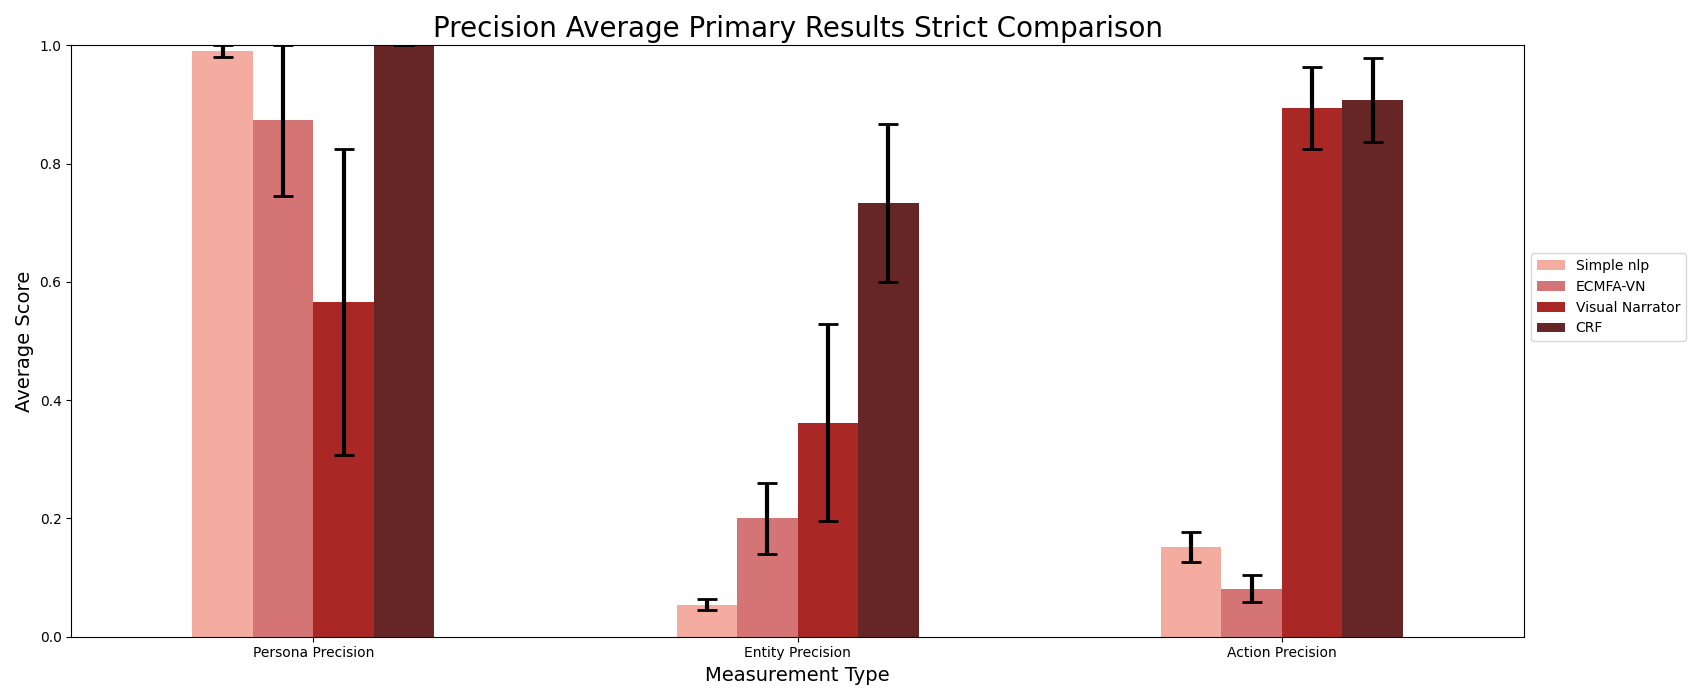 Precision Average Primary Results Strict Comparison
1.0
0.8
0.6
0.4
0.2
0.0
Average Score
Persona Precision
Entity Precision
Action Precision
Measurement Type
Simple nlp
ECMFA-VN
Visual Narrator
CRF